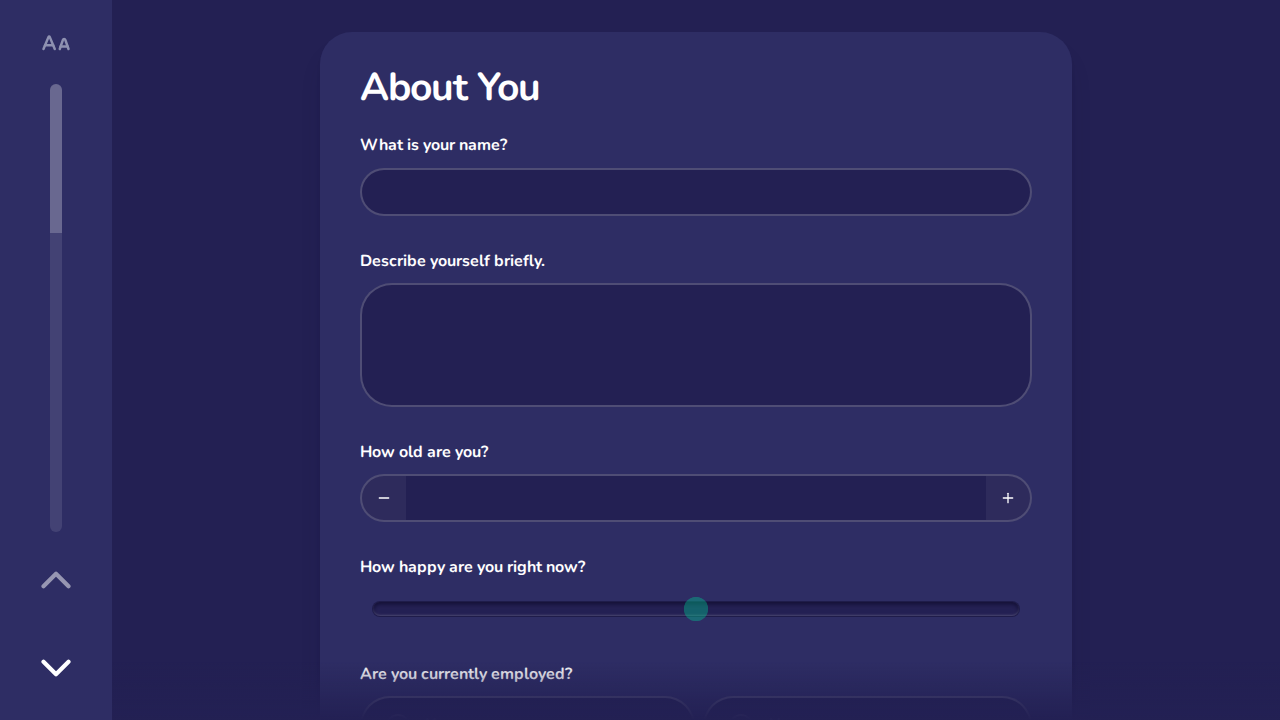 AA
About You
What is your name?
Describe yourself briefly.
How old are you?
− +
How happy are you right now?
Are you currently employed?